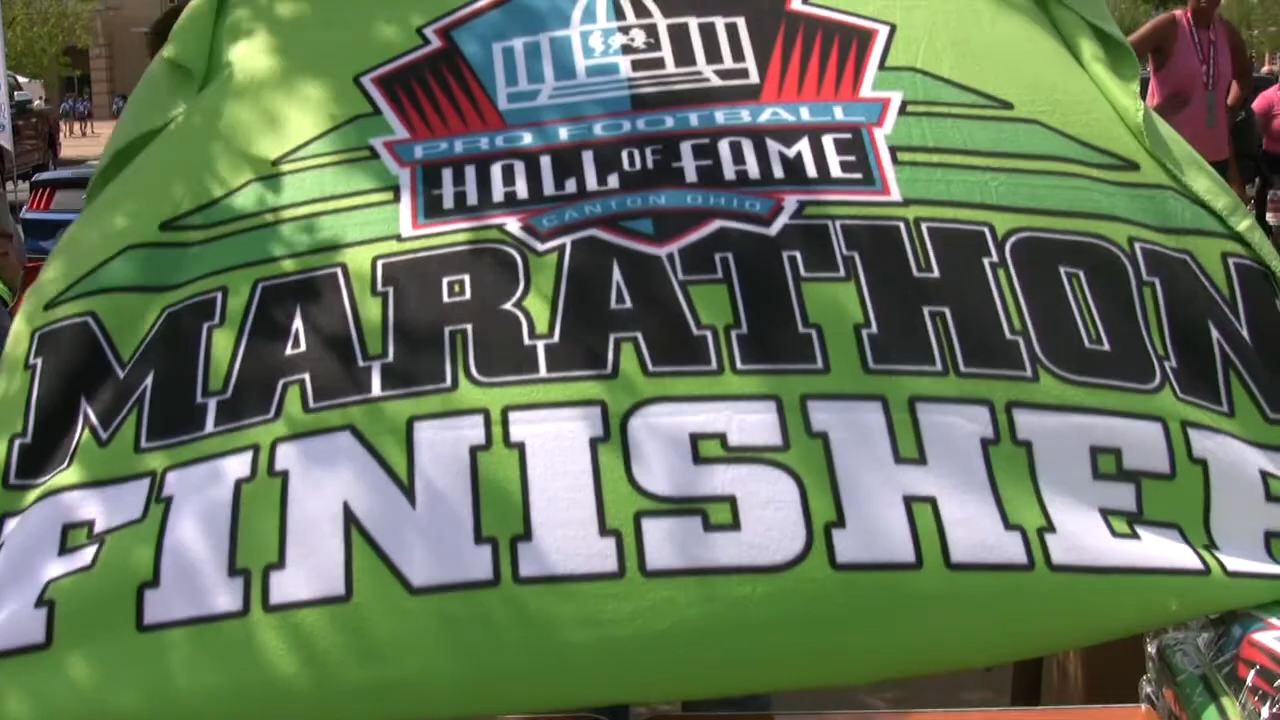 PRO FOOTBALL
HALL OF FAME
CANTON OHIO
MARATHON
FINISHER